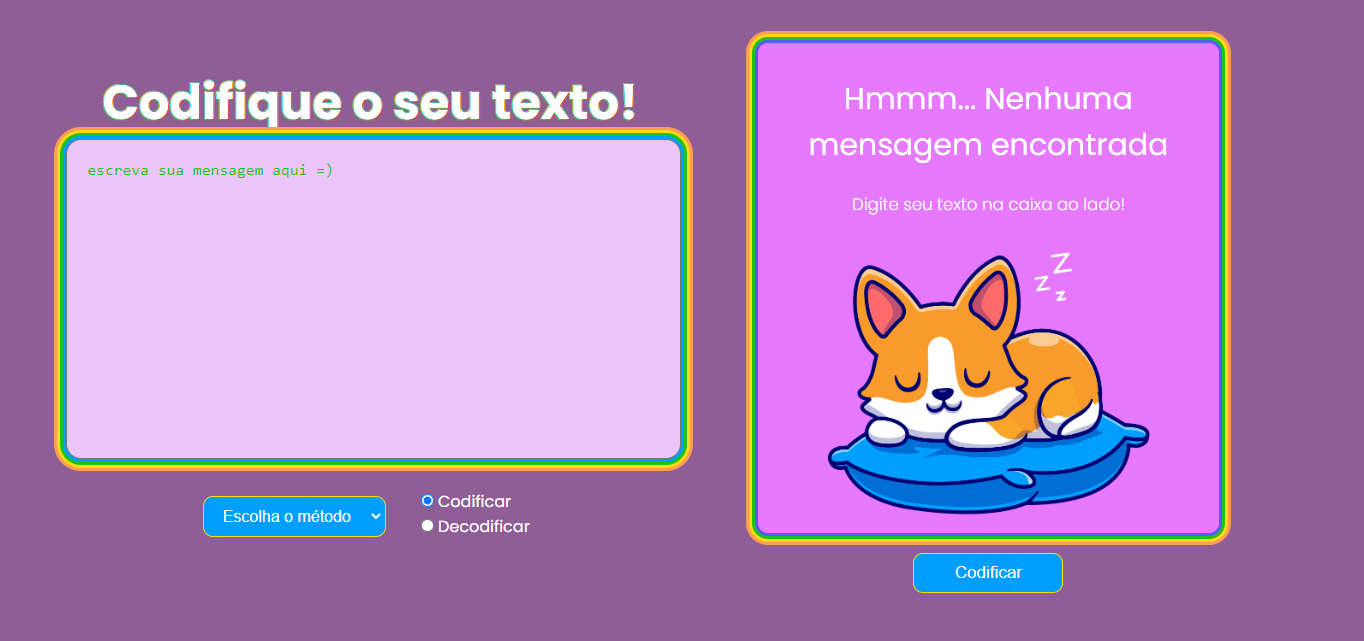 Codifique o seu texto!
escreva sua mensagem aqui =)
Escolha o método
Codificar
Decodificar
Hmmm... Nenhuma
mensagem encontrada
Digite seu texto na caixa ao lado!
Z
z
z
Codificar